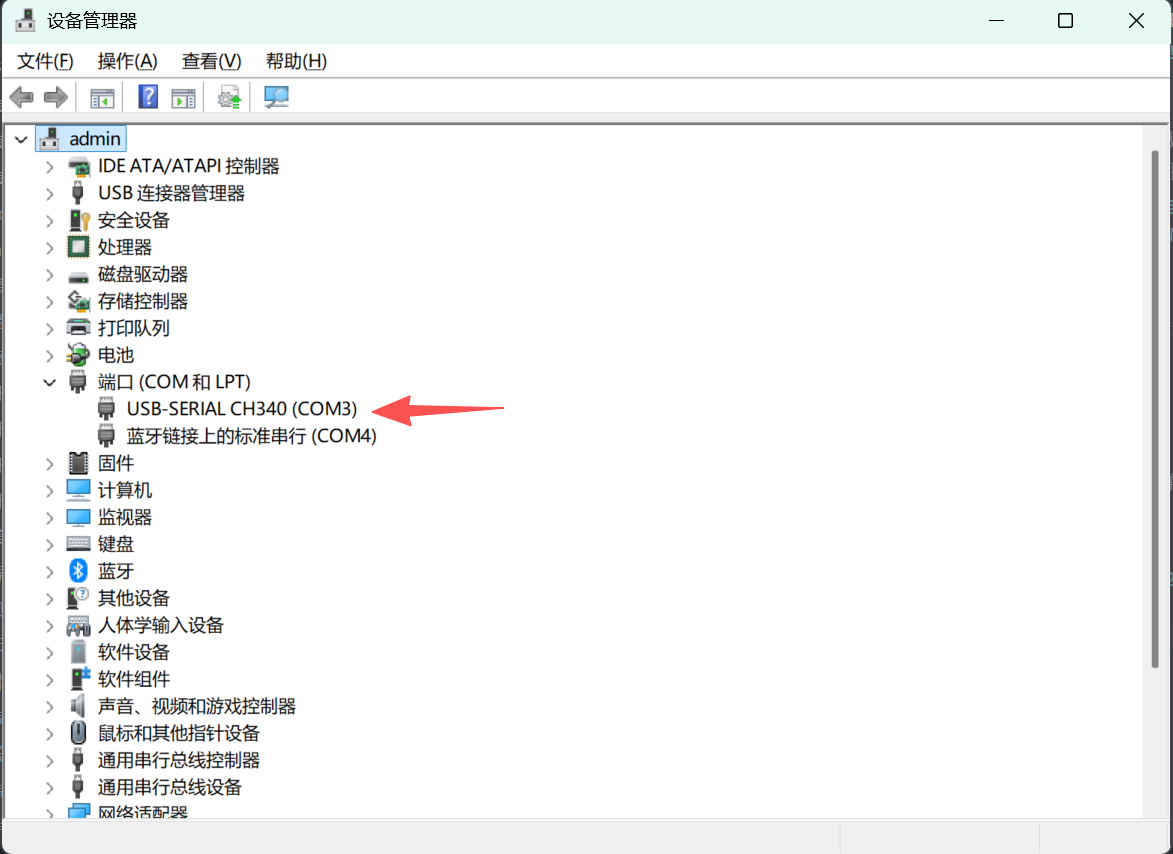 设备管理器
文件(F) 操作(A) 查看(V) 帮助(H)
admin
IDE ATA/ATAPI 控制器
USB 连接器管理器
安全设备
处理器
磁盘驱动器
存储控制器
打印队列
电池
端口 (COM 和 LPT)
USB-SERIAL CH340 (COM3)
蓝牙链接上的标准串行 (COM4)
固件
计算机
监视器
键盘
蓝牙
其他设备
人体学输入设备
软件设备
软件组件
声音、视频和游戏控制器
鼠标和其他指针设备
通用串行总线控制器
通用串行总线设备
网络适配器